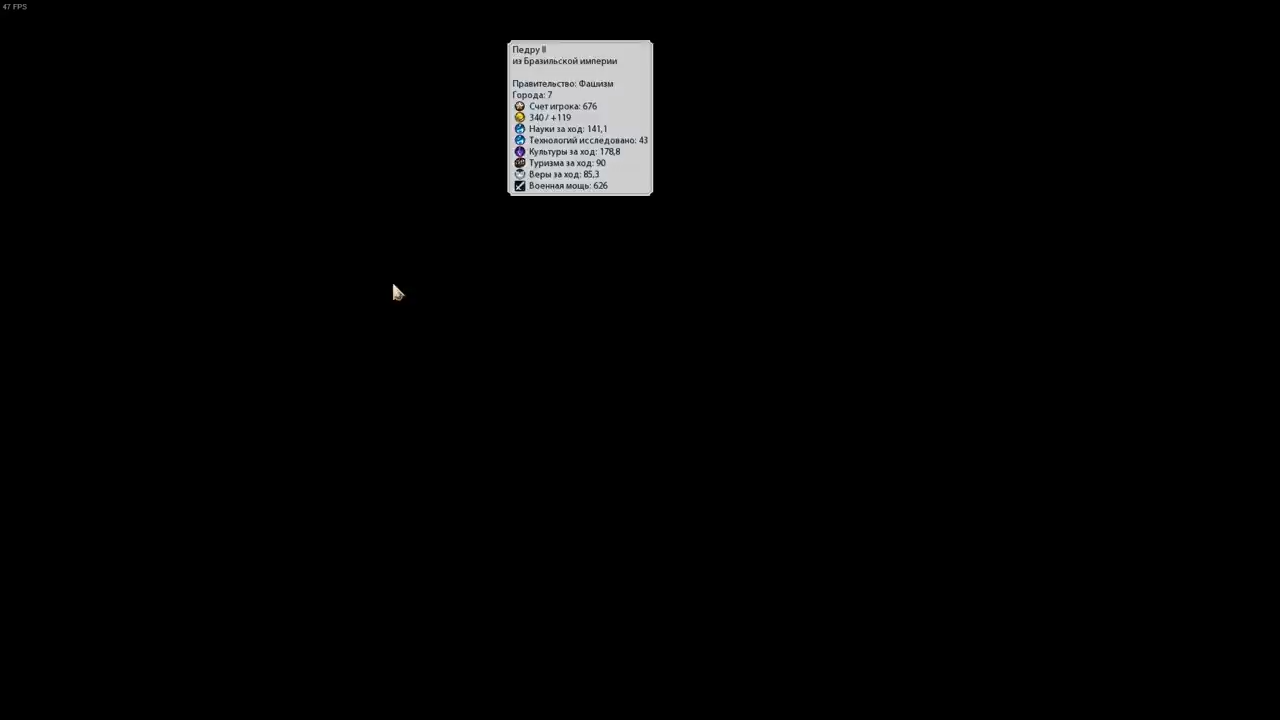 47 FPS
Педру II
из Бразильской империи
Правительство: Фашизм
Города: 7
Счет игрока: 676
340 / +119
Науки за ход: 141,1
Технологий исследовано: 43
Культуры за ход: 178,8
Туризма за ход: 90
Веры за ход: 85,3
Военная мощь: 626